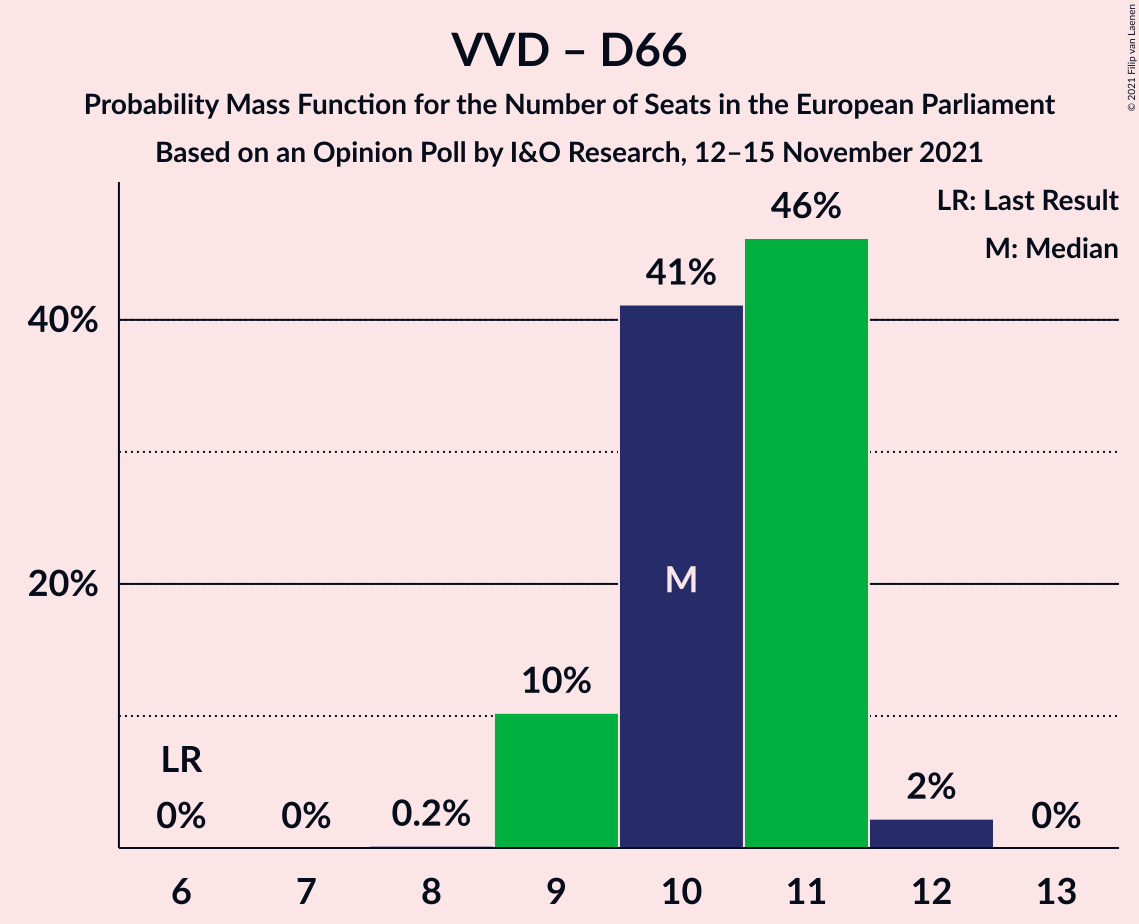 VVD – D66
Probability Mass Function for the Number of Seats in the European Parliament
Based on an Opinion Poll by I&O Research, 12–15 November 2021
© 2021 Filip van Laenen
LR: Last Result
M: Median
40%
20%
LR
0%
0%
0.2%
10%
41%
M
46%
2%
0%
6 7 8 9 10 11 12 13